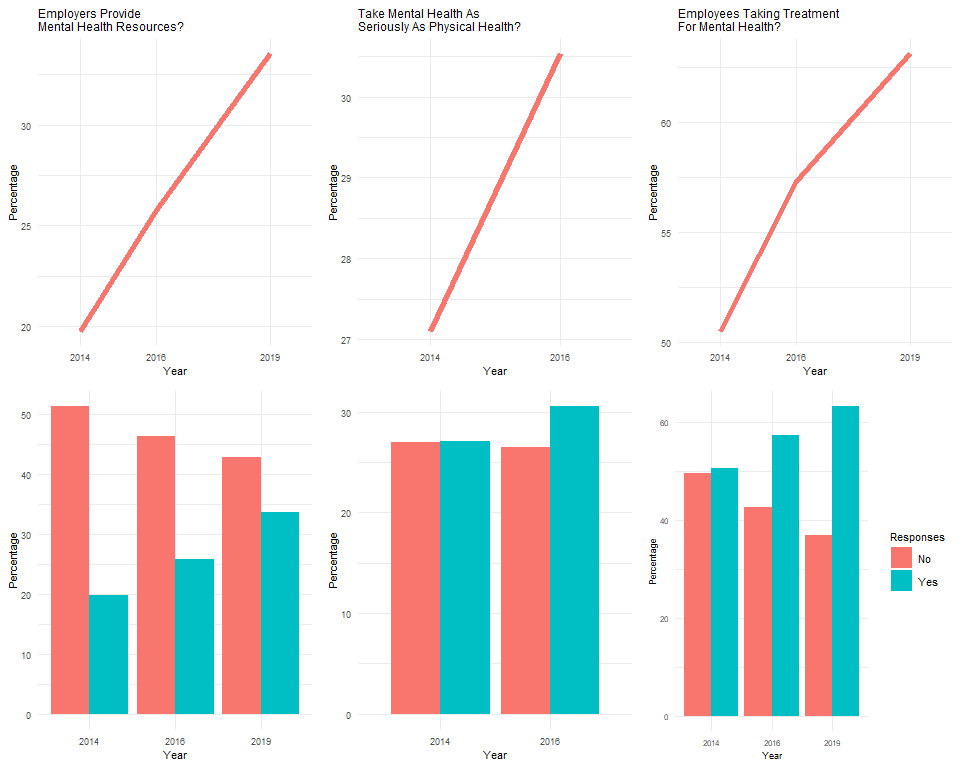 Employers Provide
Mental Health Resources?
Percentage
30
25
20
2014 2016 2019
Year
Take Mental Health As
Seriously As Physical Health?
Percentage
30
29
28
27
2014 2016
Year
Employees Taking Treatment
For Mental Health?
Percentage
60
55
50
2014 2016 2019
Year
Percentage
50
40
30
20
10
0
2014 2016 2019
Year
Percentage
30
20
10
0
2014 2016
Year
Percentage
60
40
20
0
2014 2016 2019
Year
Responses
No
Yes